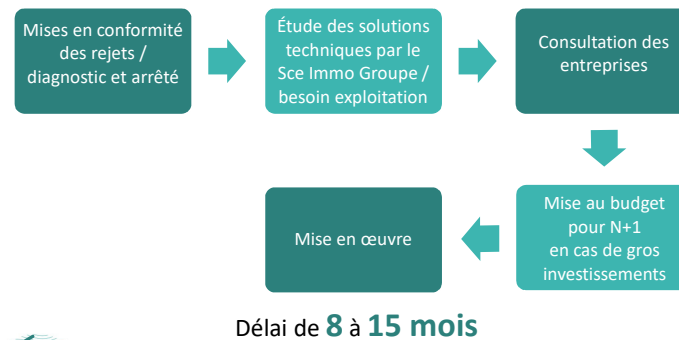 Mises en conformité
des rejets /
diagnostic et arrêté
Étude des solutions
techniques par le
Sce Immo Groupe /
besoin exploitation
Consultation des
entreprises
Mise au budget
pour N+1
en cas de gros
investissements
Mise en œuvre
Délai de 8 à 15 mois